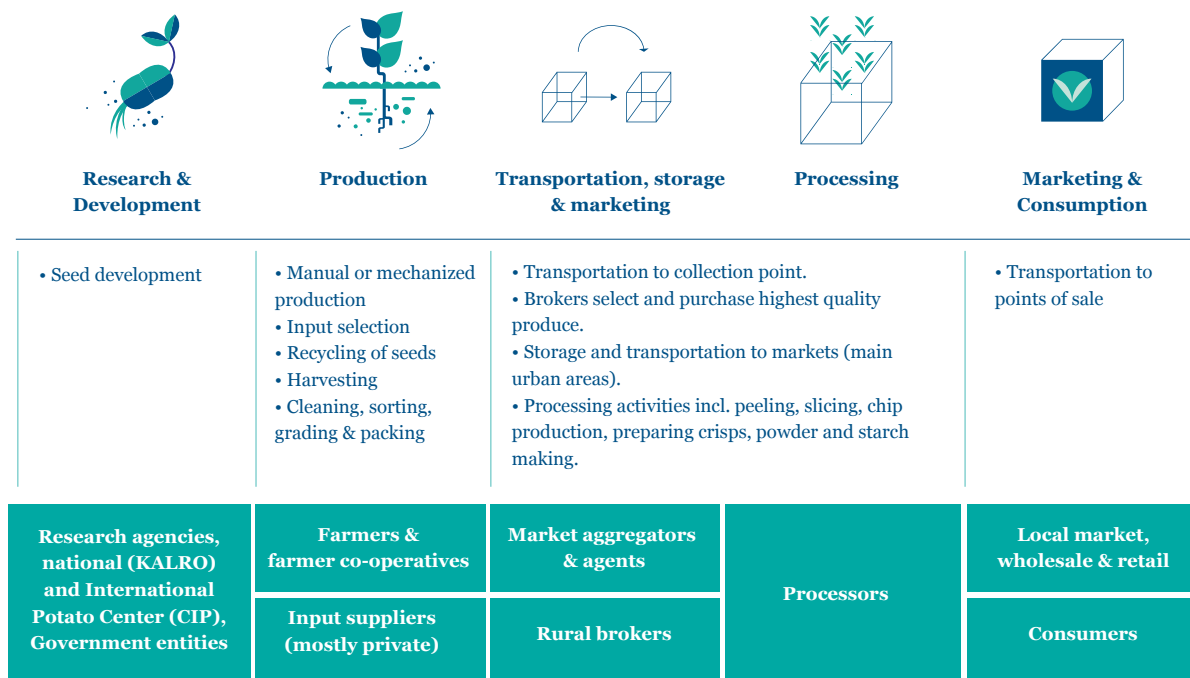 Research &
Development
Production
Transportation, storage
& marketing
Processing
Marketing &
Consumption
• Seed development
• Manual or mechanized
production
• Input selection
• Recycling of seeds
• Harvesting
• Cleaning, sorting,
grading & packing
• Transportation to collection point.
• Brokers select and purchase highest quality
produce.
• Storage and transportation to markets (main
urban areas).
• Processing activities incl. peeling, slicing, chip
production, preparing crisps, powder and starch
making.
• Transportation to
points of sale
Research agencies,
national (KALRO)
and International
Potato Center (CIP),
Government entities
Farmers &
farmer co-operatives
Input suppliers
(mostly private)
Market aggregators
& agents
Rural brokers
Processors
Local market,
wholesale & retail
Consumers